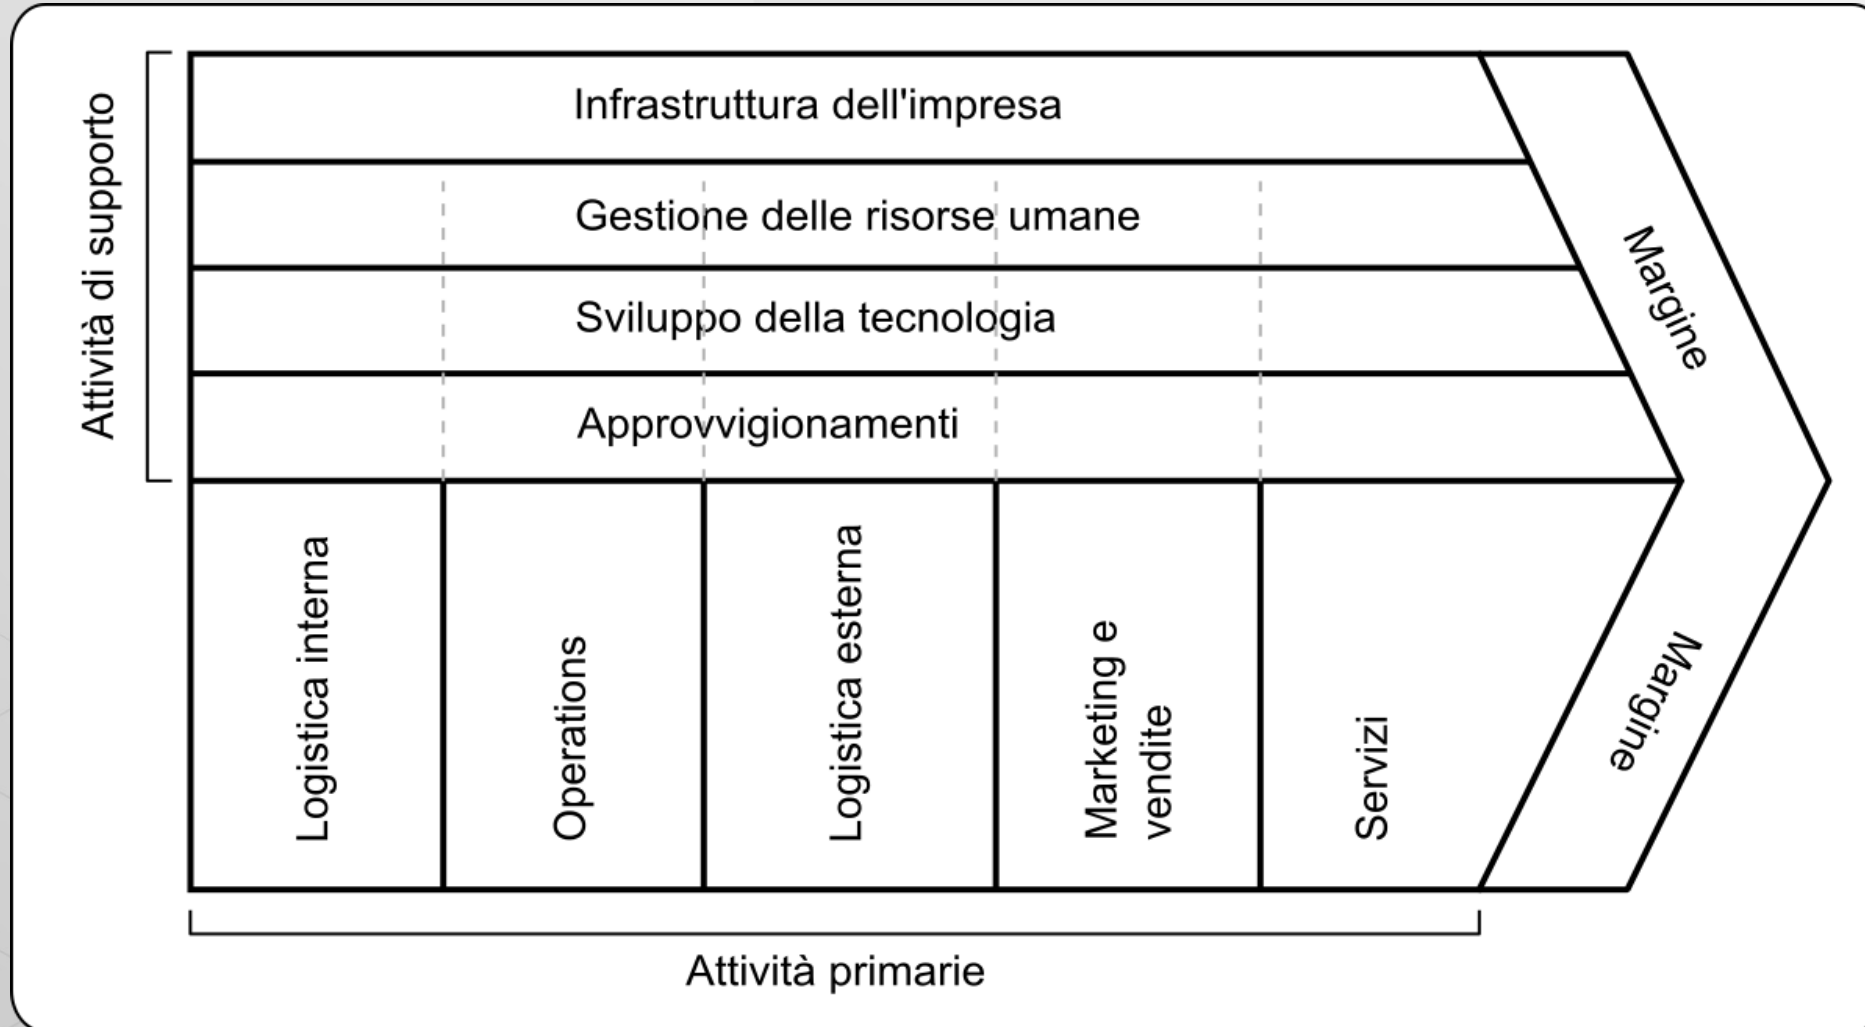 Attività di supporto
Infrastruttura dell'impresa
Gestione delle risorse umane
Sviluppo della tecnologia
Approvvigionamenti
Margine
Logistica interna
Operations
Logistica esterna
Marketing e
vendite
Servizi
Margine
Attività primarie